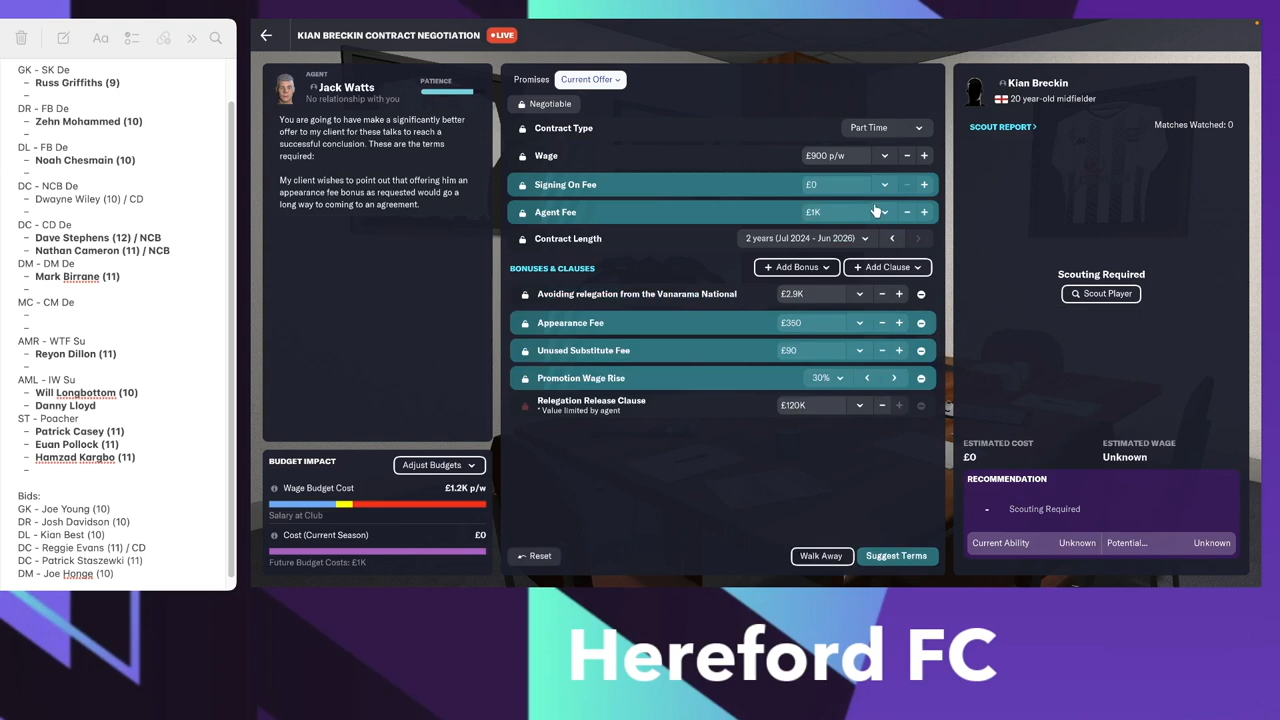 Aa
GK - SK De
– Russ Griffiths (9)
DR - FB De
– Zehn Mohammed (10)
DL - FB De
– Noah Chesmain (10)
DC - NCB De
– Dwayne Wiley (10) / CD
DC - CD De
– Dave Stephens (12) / NCB
– Nathan Cameron (11) / NCB
DM - DM De
– Mark Birrane (11)
MC - CM De
–
–
AMR - WTF Su
– Reyon Dillon (11)
AML - IW Su
– Will Longbottom (10)
– Danny Lloyd
ST - Poacher
– Patrick Casey (11)
– Euan Pollock (11)
– Hamzad Kargbo (11)
–
Bids:
GK - Joe Young (10)
DR - Josh Davidson (10)
DL - Kian Best (10)
DC - Reggie Evans (11) / CD
DC - Patrick Staszewki (11)
DM - Joe Honge (10)
KIAN BRECKIN CONTRACT NEGOTIATION
LIVE
AGENT
Jack Watts
No relationship with you
PATIENCE
You are going to have make a significantly better
offer to my client for these talks to reach a
successful conclusion. These are the terms
required:
My client wishes to point out that offering him an
appearance fee bonus as requested would go a
long way to coming to an agreement.
BUDGET IMPACT
Adjust Budgets
Wage Budget Cost £1.2K p/w
Salary at Club
Cost (Current Season) £0
Future Budget Costs: £1K
Promises Current Offer
Negotiable
Contract Type Part Time
Wage £900 p/w
Signing On Fee £0
Agent Fee £1K
Contract Length 2 years (Jul 2024 - Jun 2026)
BONUSES & CLAUSES + Add Bonus + Add Clause
Avoiding relegation from the Vanarama National £2.9K
Appearance Fee £350
Unused Substitute Fee £90
Promotion Wage Rise 30%
Relegation Release Clause £120K
* Value limited by agent
Reset
Walk Away
Suggest Terms
Kian Breckin
20 year-old midfielder
SCOUT REPORT
Matches Watched: 0
Scouting Required
Scout Player
ESTIMATED COST
£0
ESTIMATED WAGE
Unknown
RECOMMENDATION
- Scouting Required
Current Ability Unknown Potential... Unknown
Hereford FC